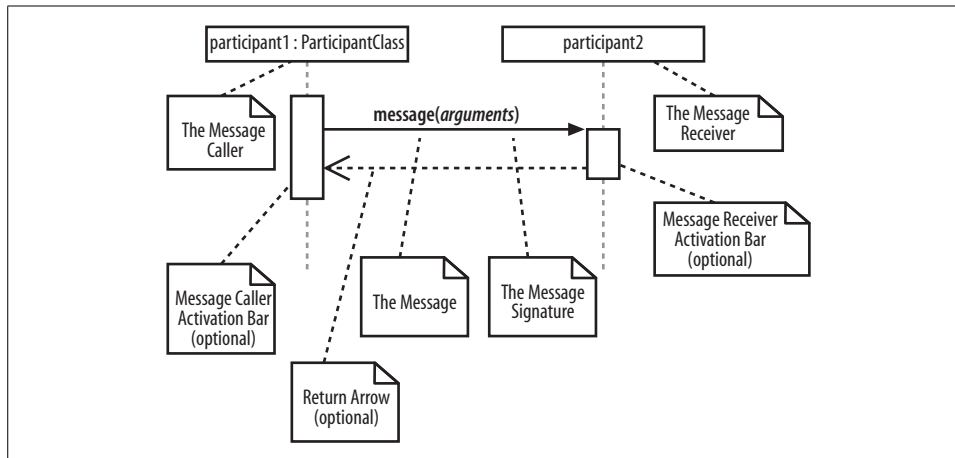 participant1 : ParticipantClass
participant2
The Message
Caller
message(arguments)
The Message
Receiver
Message Receiver
Activation Bar
(optional)
Message Caller
Activation Bar
(optional)
The Message
The Message
Signature
Return Arrow
(optional)